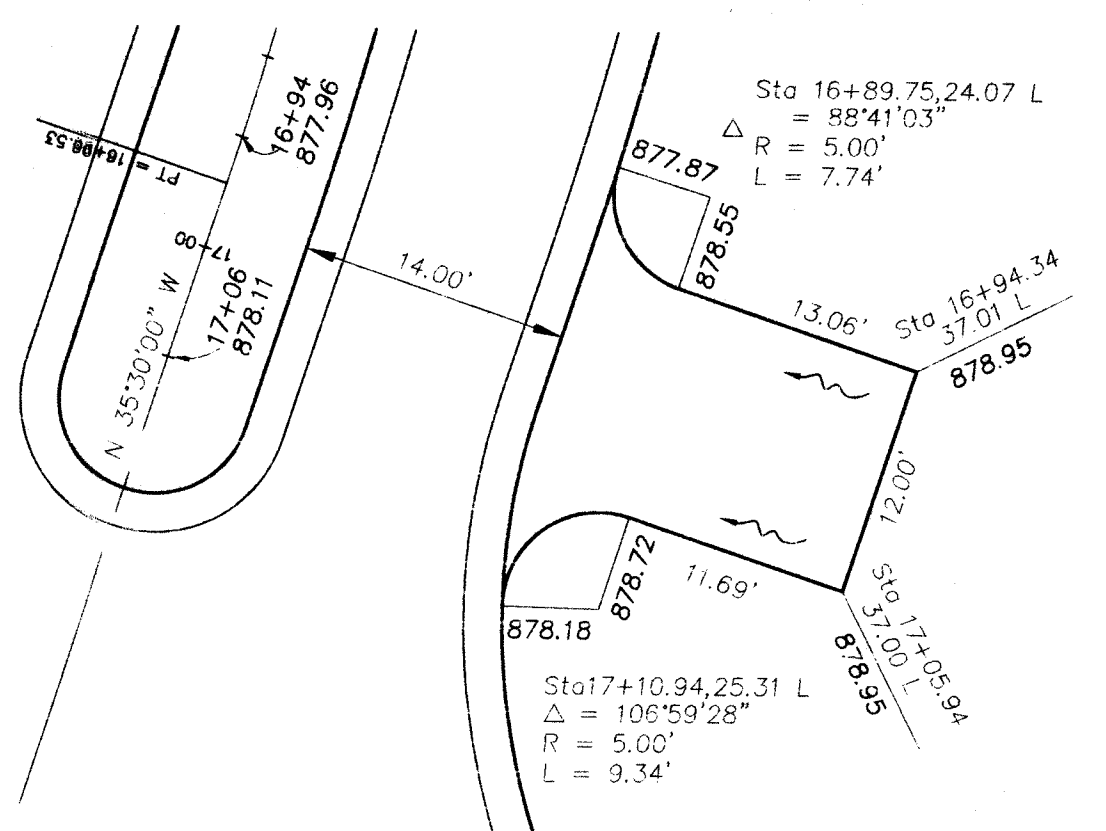 Sta 16+89.75,24.07 L
= 88°41'03"
Δ
R = 5.00'
L = 7.74'
16+94
877.96
877.87
878.55
17+00
17+06
878.11
N 35°30'00" W
14.00'
13.06'
Sta 16+94.34
37.01 L
878.95
12.00'
11.69'
878.72
878.18
Sta 17+05.94
37.00 L
878.95
Sta17+10.94,25.31 L
Δ = 106°59'28"
R = 5.00'
L = 9.34'
PT =